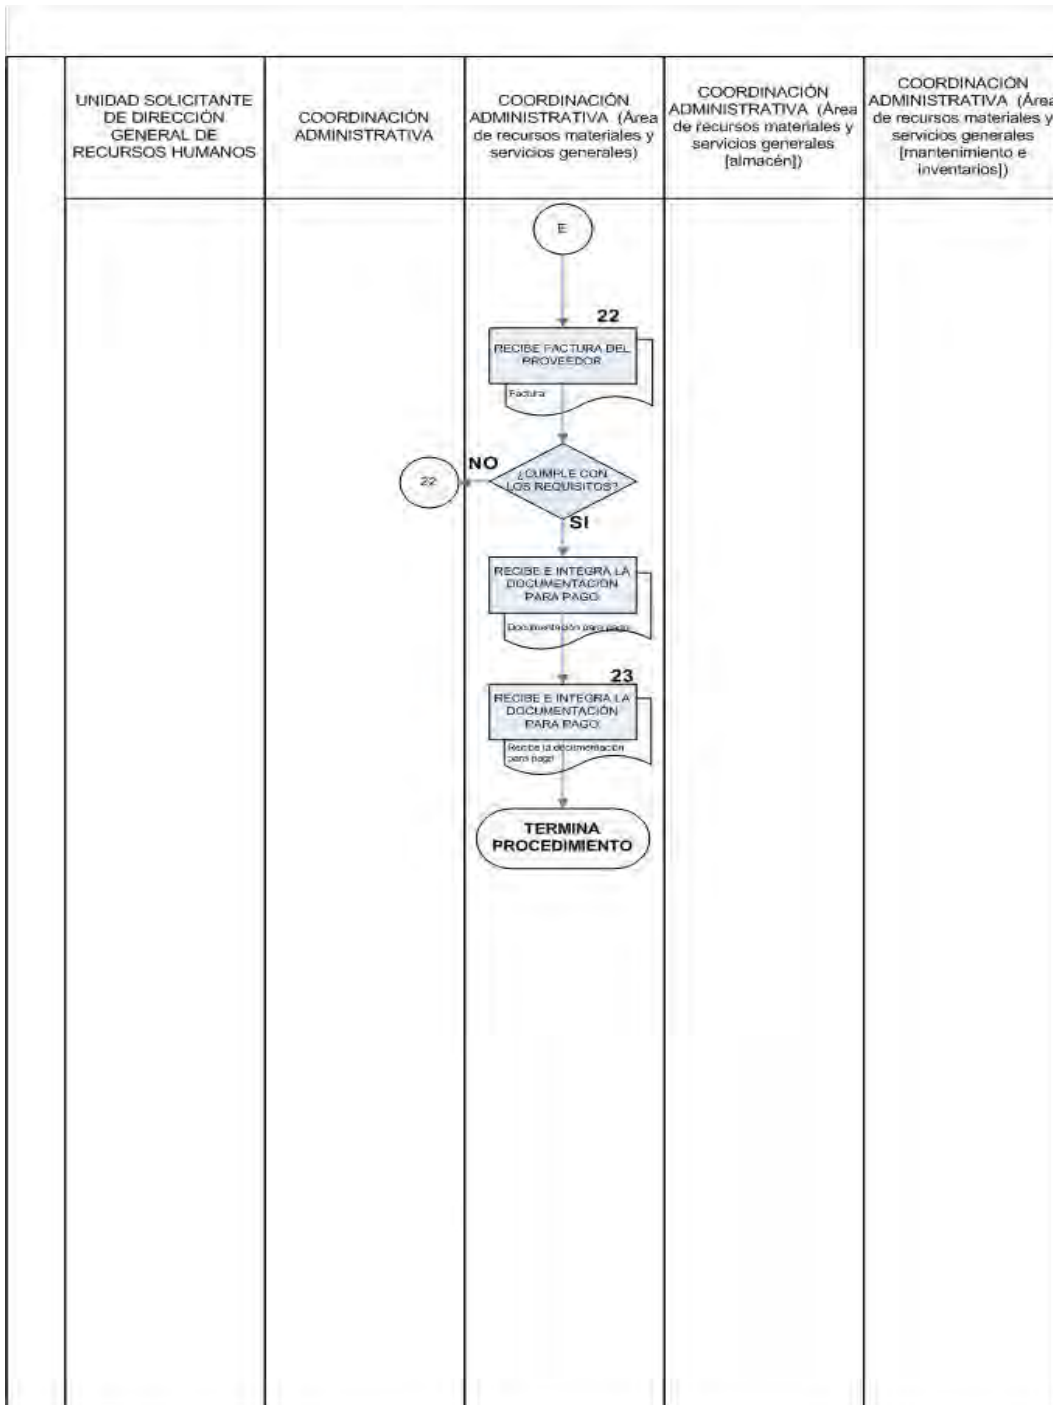 UNIDAD SOLICITANTE
DE DIRECCIÓN
GENERAL DE
RECURSOS HUMANOS
COORDINACIÓN
ADMINISTRATIVA
COORDINACIÓN
ADMINISTRATIVA (Área
de recursos materiales y
servicios generales)
COORDINACIÓN
ADMINISTRATIVA (Área
de recursos materiales y
servicios generales
[almacén])
COORDINACIÓN
ADMINISTRATIVA (Área
de recursos materiales y
servicios generales
[mantenimiento e
inventarios])
E
22
RECIBE FACTURA DEL
PROVEEDOR
Factura
NO
22
¿CUMPLE CON
LOS REQUISITOS?
SI
RECIBE E INTEGRA LA
DOCUMENTACIÓN
PARA PAGO
Documentación para pago
23
RECIBE E INTEGRA LA
DOCUMENTACIÓN
PARA PAGO
Recibe la documentación
para pago
TERMINA
PROCEDIMIENTO